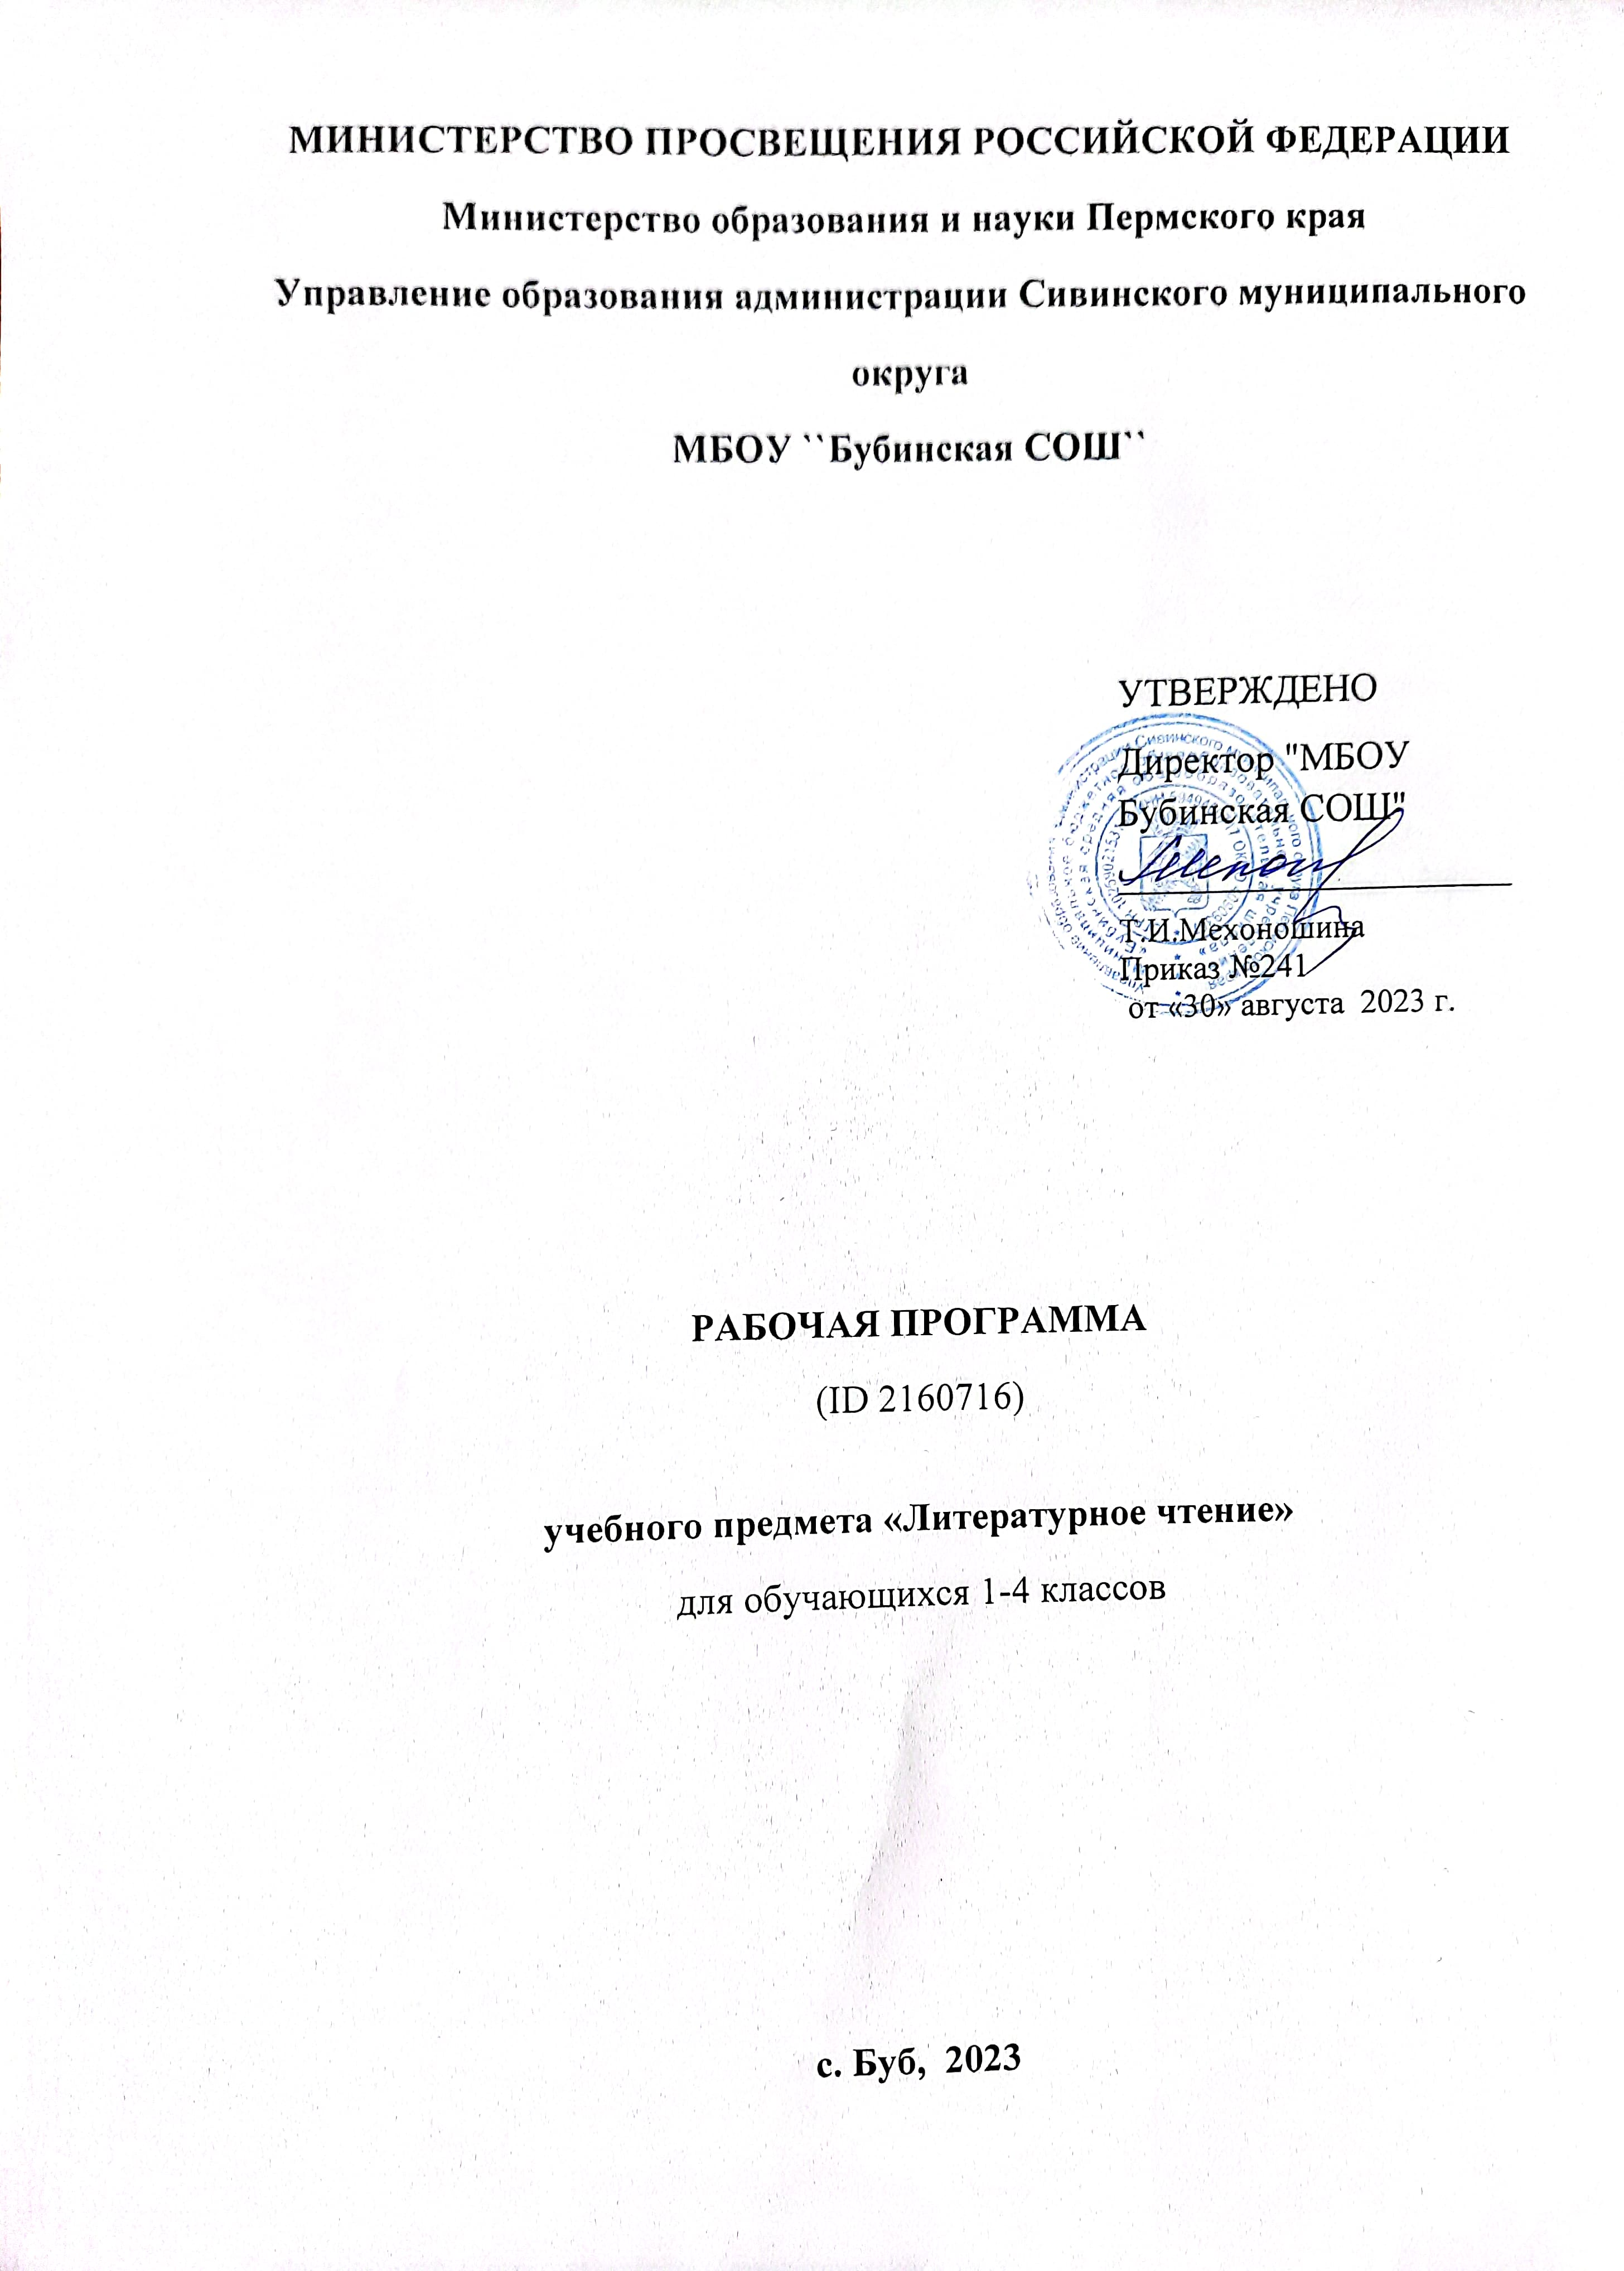 МИНИСТЕРСТВО ПРОСВЕЩЕНИЯ РОССИЙСКОЙ ФЕДЕРАЦИИ
Министерство образования и науки Пермского края
Управление образования администрации Сивинского муниципального
округа
МБОУ ``Бубинская СОШ``
УТВЕРЖДЕНО
Директор "МБОУ
Бубинская СОШ"
Т.И.Мехоношина
Приказ №241
от «30» августа 2023 г.
РАБОЧАЯ ПРОГРАММА
(ID 2160716)
учебного предмета «Литературное чтение»
для обучающихся 1-4 классов
с. Буб, 2023